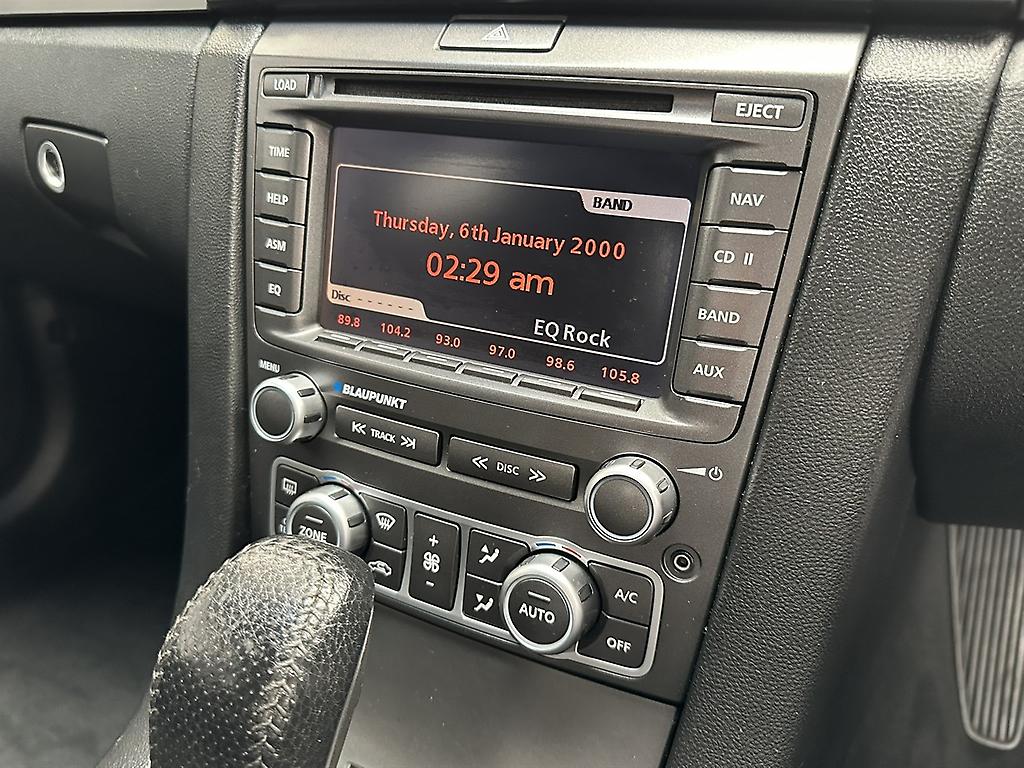 LOAD
EJECT
TIME
HELP
ASM
EQ
BAND
Thursday, 6th January 2000
02:29 am
Disc - - - - - -
EQ Rock
89.8 104.2 93.0 97.0 98.6 105.8
NAV
CD II
BAND
AUX
MENU
BLAUPUNKT
TRACK
DISC
ZONE
+
-
AUTO
A/C
OFF